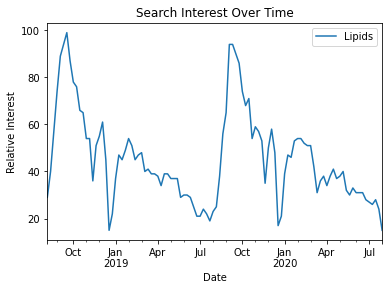 Search Interest Over Time
Lipids
Relative Interest
100
80
60
40
20
Oct Jan Apr Jul Oct Jan Apr Jul
2019 2020
Date